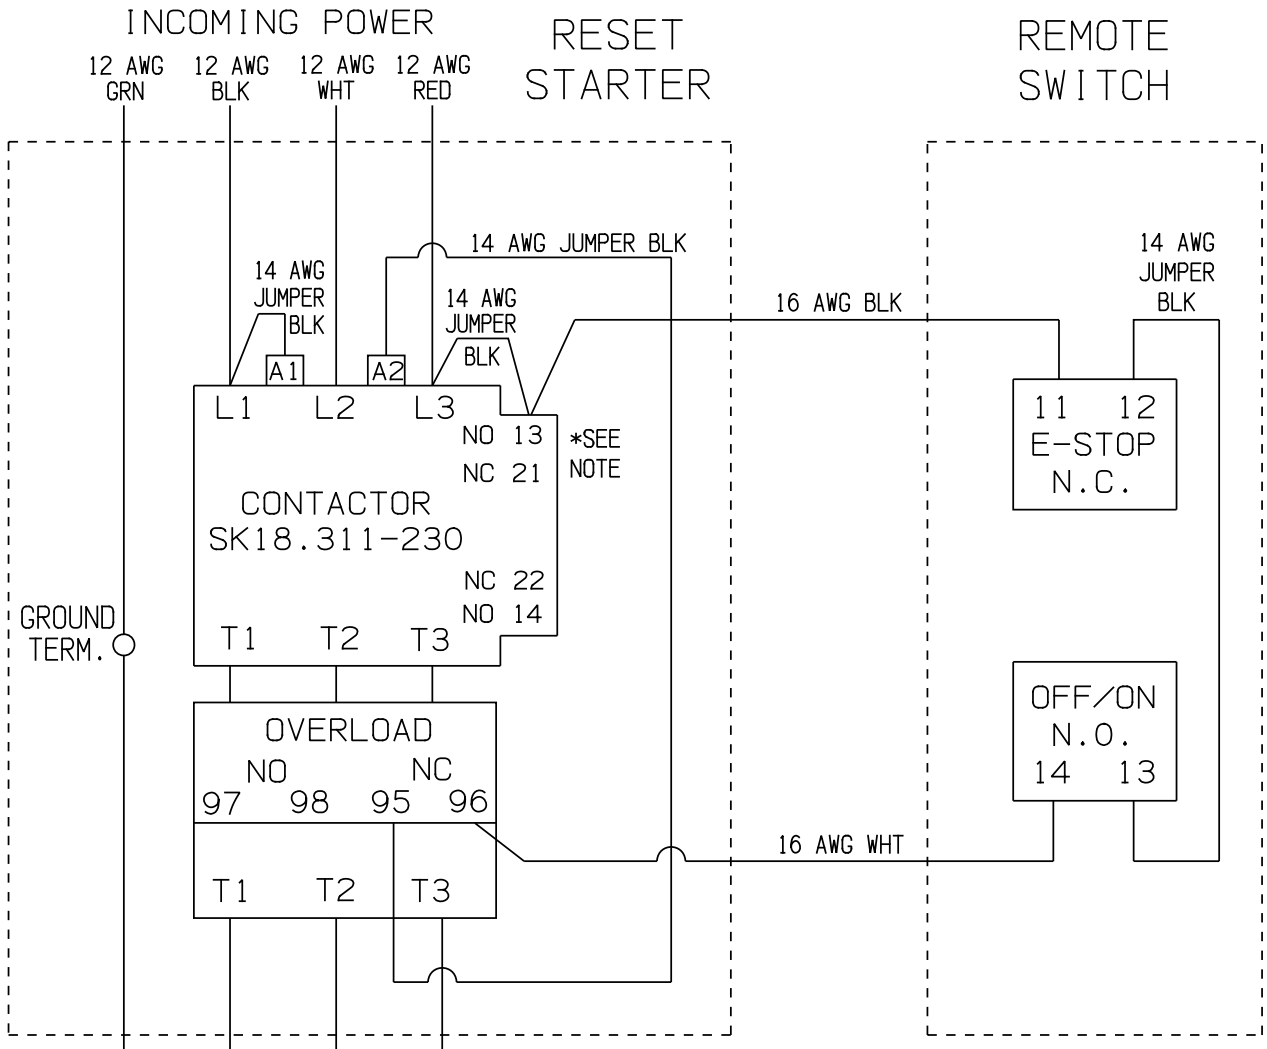 INCOMING POWER
RESET
STARTER
REMOTE
SWITCH
12 AWG
GRN
12 AWG
BLK
12 AWG
WHT
12 AWG
RED
14 AWG JUMPER BLK
14 AWG
JUMPER
BLK
14 AWG
JUMPER
BLK
16 AWG BLK
14 AWG
JUMPER
BLK
A1
A2
L1 L2 L3
NO 13
*SEE
NOTE
NC 21
CONTACTOR
SK18.311-230
NC 22
NO 14
T1 T2 T3
11 12
E-STOP
N.C.
GROUND
TERM.
OVERLOAD
NO NC
97 98 95 96
T1 T2 T3
OFF/ON
N.O.
14 13
16 AWG WHT